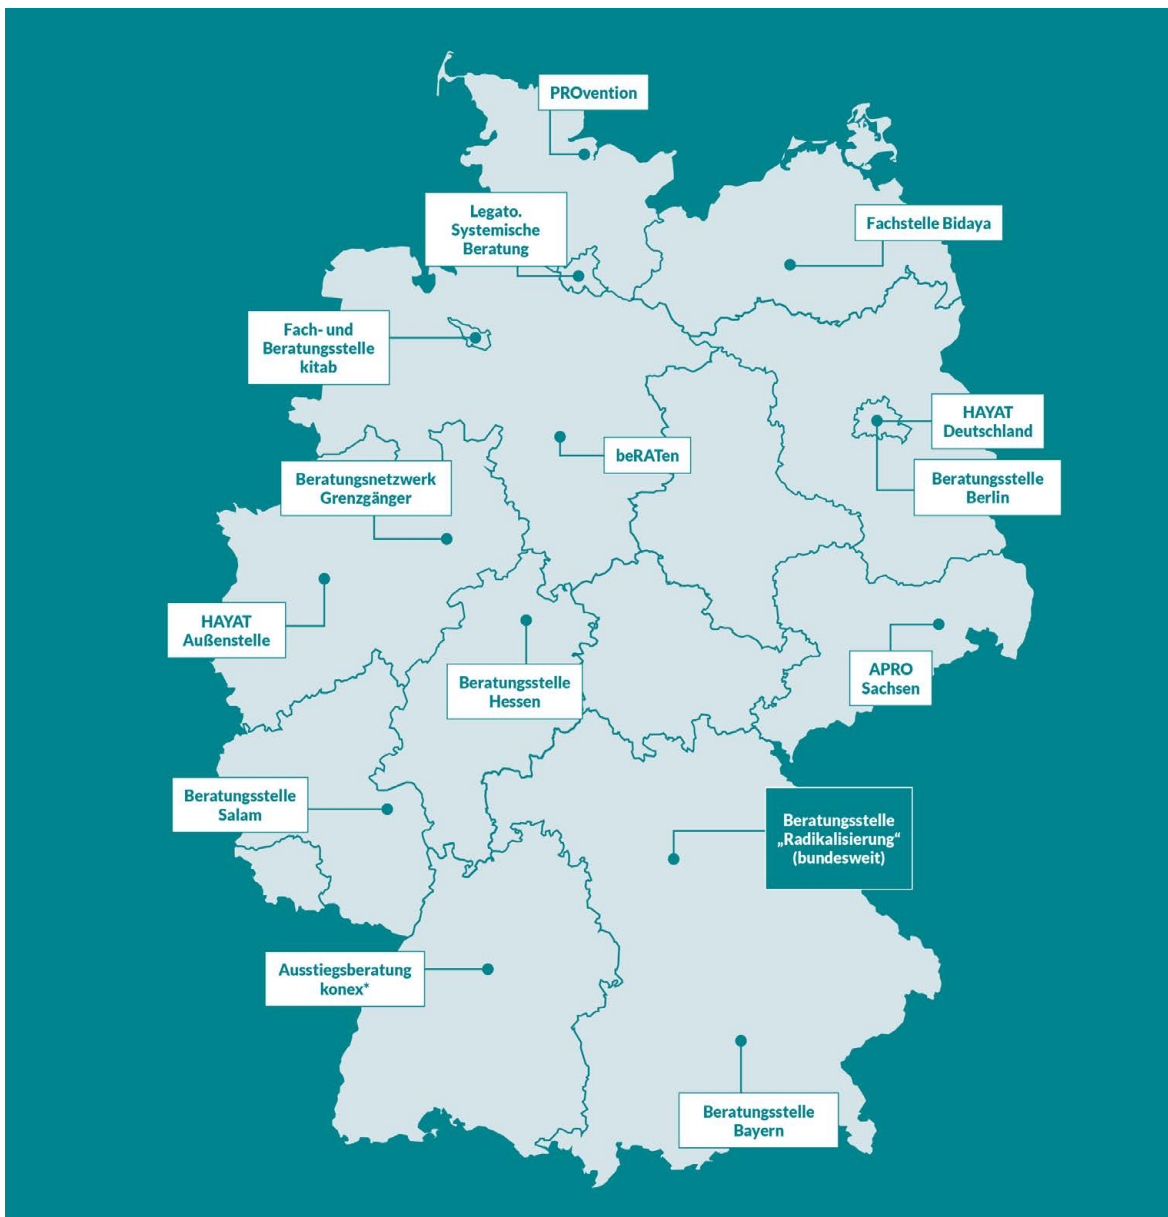 PROvention
Legato.
Systemische
Beratung
Fachstelle Bidaya
Fach- und
Beratungsstelle
kitab
HAYAT
Deutschland
beRATen
Beratungsnetzwerk
Grenzgänger
Beratungsstelle
Berlin
HAYAT
Außenstelle
Beratungsstelle
Hessen
APRO
Sachsen
Beratungsstelle
Salam
Beratungsstelle
„Radikalisierung“
(bundesweit)
Ausstiegsberatung
konex*
Beratungsstelle
Bayern